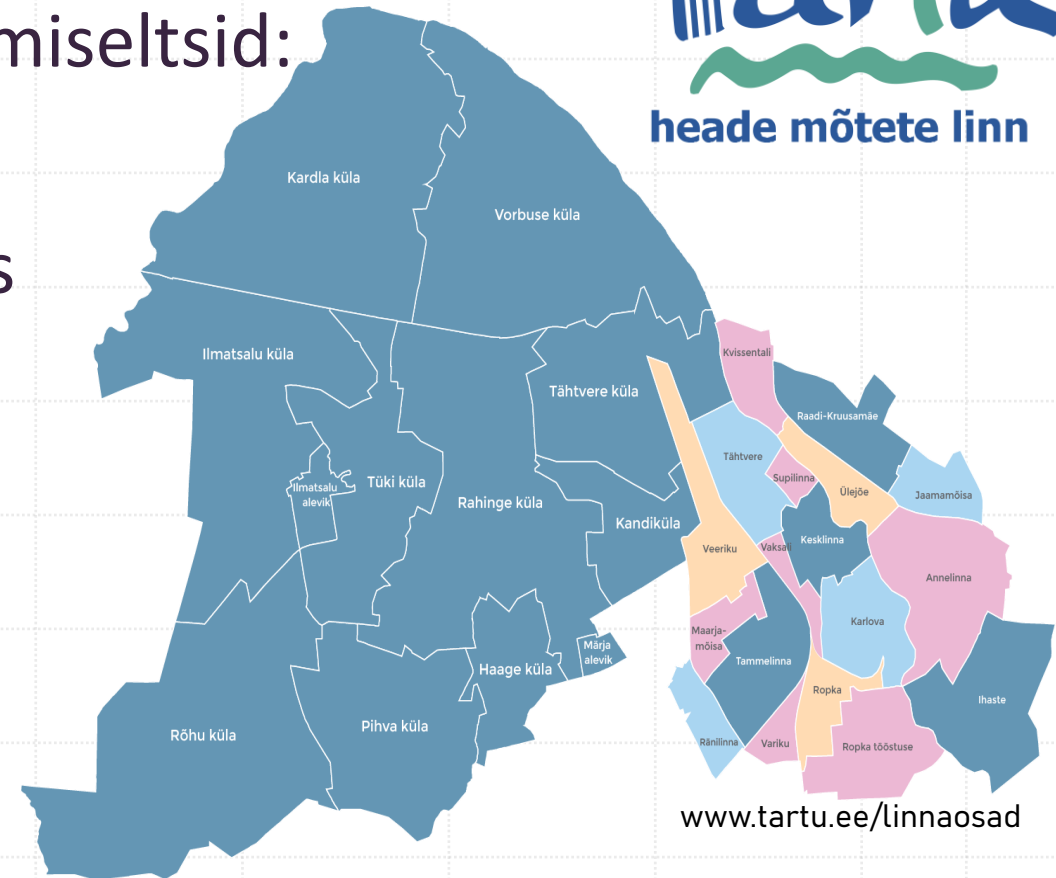 miseltsid:
s
heade mõtete linn
Kardla küla
Vorbuse küla
Ilmatsalu küla
Tähtvere küla
Ilmatsalu
alevik
Tüki küla
Rahinge küla
Kandiküla
Haage küla
Märja
alevik
Pihva küla
Rõhu küla
Kvissentali
Raadi-Kruusamäe
Tähtvere
Supilinna
Ülejõe
Jaamamõisa
Veeriku
Vaksali
Kesklinna
Annelinna
Maarja-
mõisa
Tammelinna
Karlova
Ropka
Ihaste
Ränilinna
Variku
Ropka tööstuse
www.tartu.ee/linnaosad